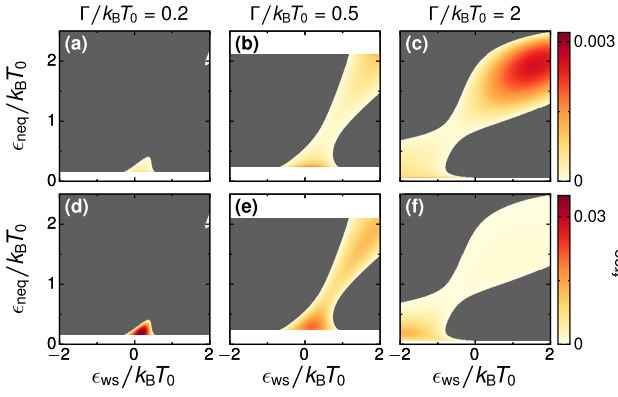 Γ/k_BT_0 = 0.2 Γ/k_BT_0 = 0.5 Γ/k_BT_0 = 2
(a) (b) (c)
ϵ_neq/k_BT_0
2
1
0
0.003
0
(d) (e) (f)
ϵ_neq/k_BT_0
2
1
0
0.03
0
−2 0 2 −2 0 2 −2 0 2
ϵ_ws/k_BT_0 ϵ_ws/k_BT_0 ϵ_ws/k_BT_0